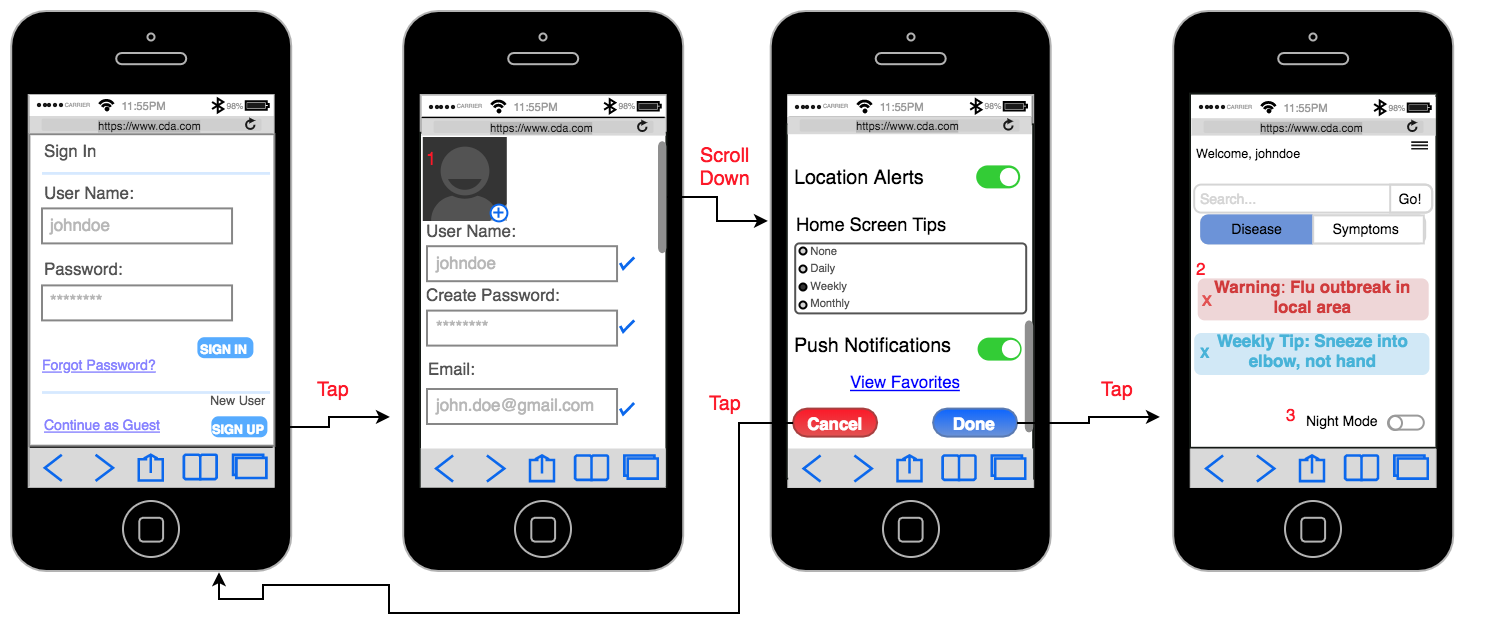 CARRIER 11:55PM 98%
https://www.cda.com
Sign In
User Name:
johndoe
Password:
********
SIGN IN
Forgot Password?
New User
Continue as Guest
SIGN UP
Tap
CARRIER 11:55PM 98%
https://www.cda.com
1
User Name:
johndoe
Create Password:
********
Email:
john.doe@gmail.com
Scroll
Down
Tap
CARRIER 11:55PM 98%
https://www.cda.com
Location Alerts
Home Screen Tips
None
Daily
Weekly
Monthly
Push Notifications
View Favorites
Cancel
Done
Tap
CARRIER 11:55PM 98%
https://www.cda.com
Welcome, johndoe
Search...
Go!
Disease
Symptoms
2
x Warning: Flu outbreak in
local area
x Weekly Tip: Sneeze into
elbow, not hand
3 Night Mode